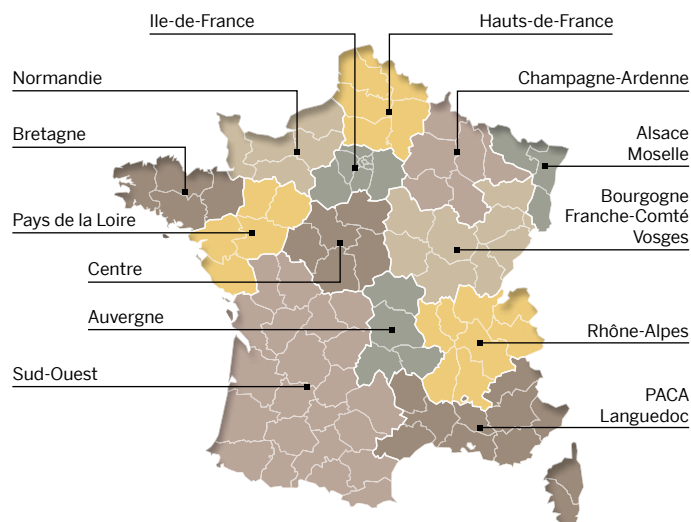 Ile-de-France
Hauts-de-France
Normandie
Champagne-Ardenne
Bretagne
Alsace
Moselle
Bourgogne
Franche-Comté
Vosges
Pays de la Loire
Centre
Auvergne
Rhône-Alpes
Sud-Ouest
PACA
Languedoc